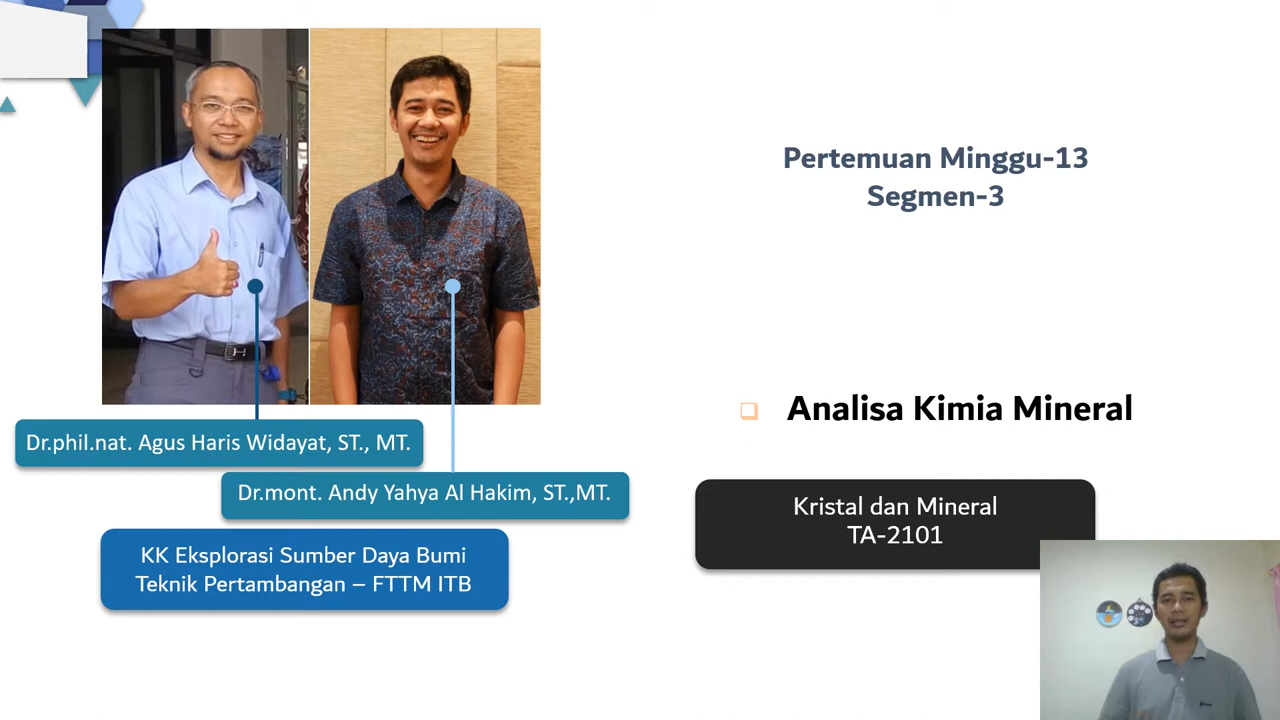 Pertemuan Minggu-13
Segmen-3
Dr.phil.nat. Agus Haris Widayat, ST., MT.
Dr.mont. Andy Yahya Al Hakim, ST.,MT.
KK Eksplorasi Sumber Daya Bumi
Teknik Pertambangan – FTTM ITB
Analisa Kimia Mineral
Kristal dan Mineral
TA-2101